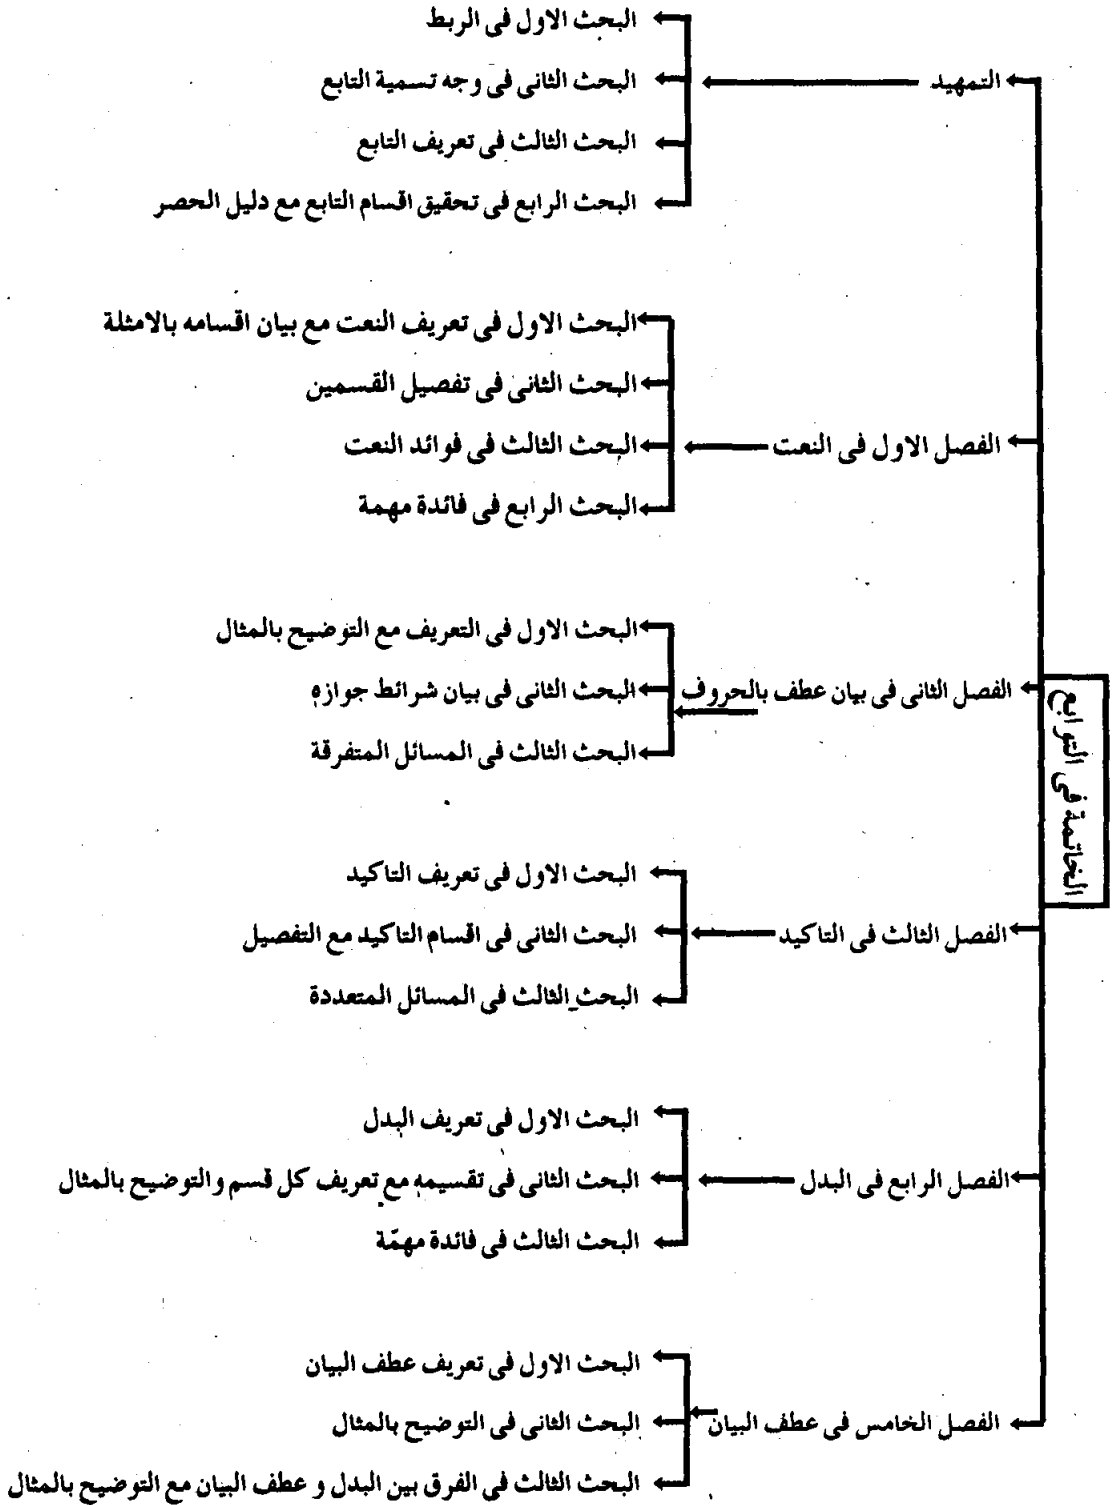 الخاتمة فى التوابع
التمهيد
البحث الاول فى الربط
البحث الثانى فى وجه تسمية التابع
البحث الثالث فى تعريف التابع
البحث الرابع فى تحقيق اقسام التابع مع دليل الحصر
الفصل الاول فى النعت
البحث الاول فى تعريف النعت مع بيان اقسامه بالامثلة
البحث الثانى فى تفصيل القسمين
البحث الثالث فى فوائد النعت
البحث الرابع فى فائدة مهمة
الفصل الثانى فى بيان عطف بالحروف
البحث الاول فى التعريف مع التوضيح بالمثال
البحث الثانى فى بيان شرائط جوازه
البحث الثالث فى المسائل المتفرقة
الفصل الثالث فى التاكيد
البحث الاول فى تعريف التاكيد
البحث الثانى فى اقسام التاكيد مع التفصيل
البحث الثالث فى المسائل المتعددة
الفصل الرابع فى البدل
البحث الاول فى تعريف البدل
البحث الثانى فى تقسيمه مع تعريف كل قسم والتوضيح بالمثال
البحث الثالث فى فائدة مهمّة
الفصل الخامس فى عطف البيان
البحث الاول فى تعريف عطف البيان
البحث الثانى فى التوضيح بالمثال
البحث الثالث فى الفرق بين البدل و عطف البيان مع التوضيح بالمثال